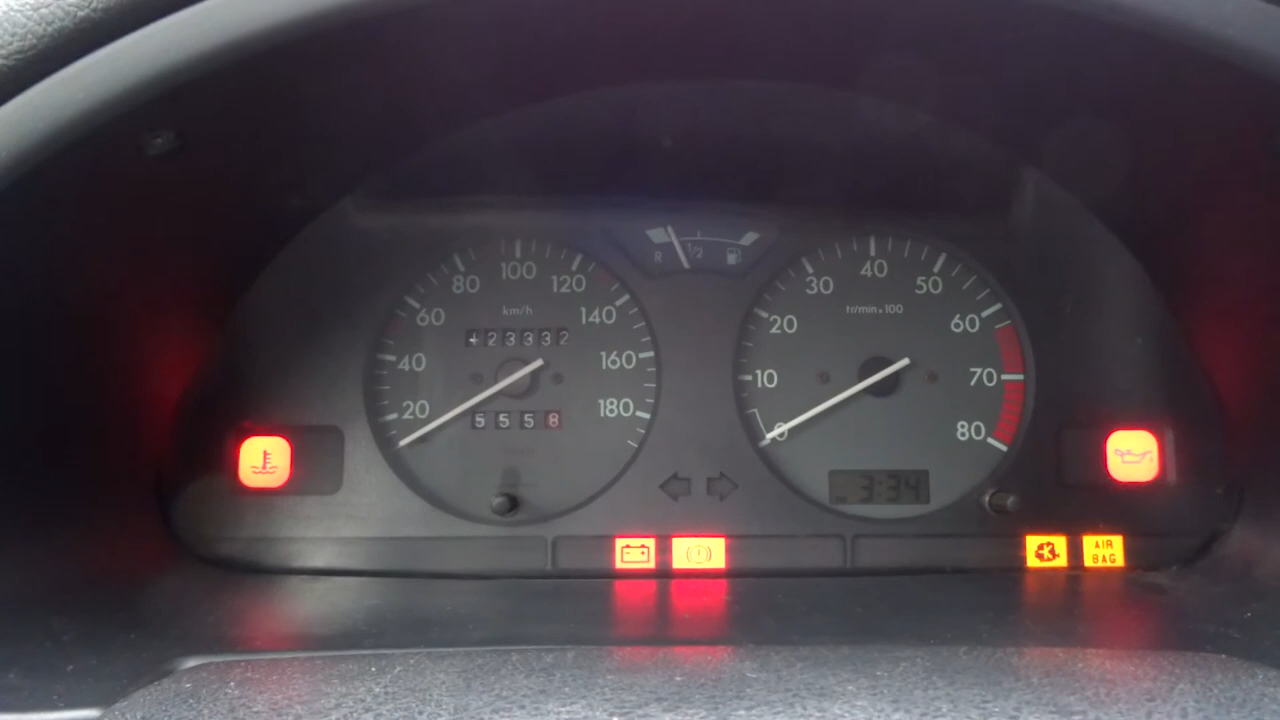 R 1/2
20 40 60 80 100 120 140 160 180
km/h
23332
5558
0 10 20 30 40 50 60 70 80
tr/min x 100
3:34
AIR
BAG